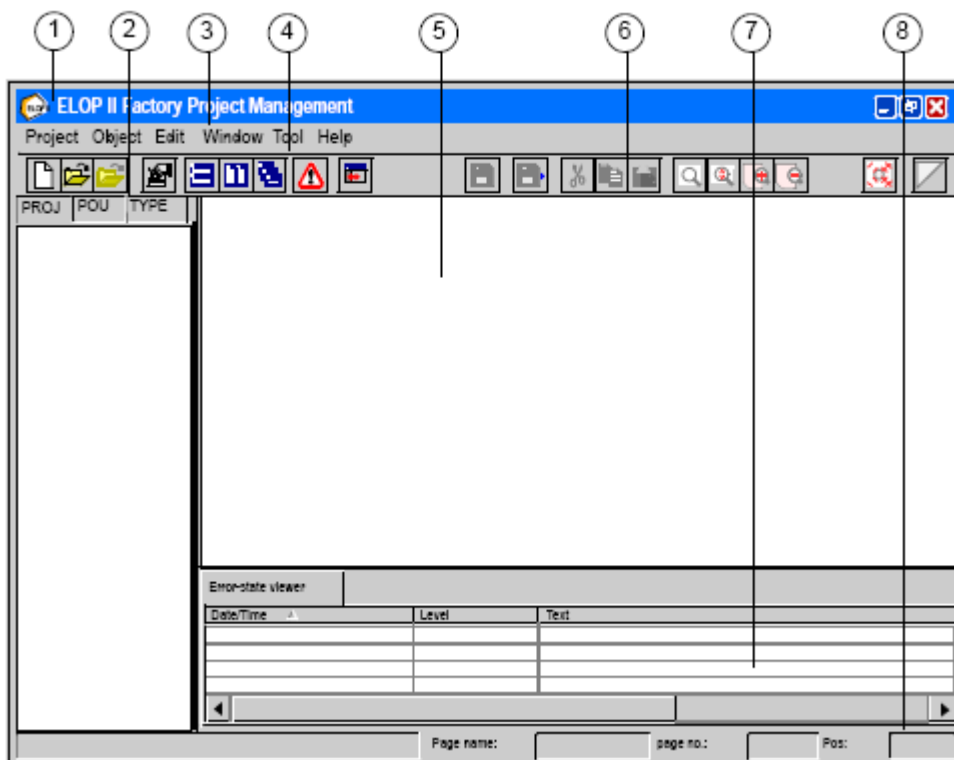 1 2 3 4 5 6 7 8
ELOP II Factory Project Management
Project Object Edit Window Tool Help
PROJ POU TYPE
Error-state viewer
Date/Time Level Text
Page name: page no.: Pos: